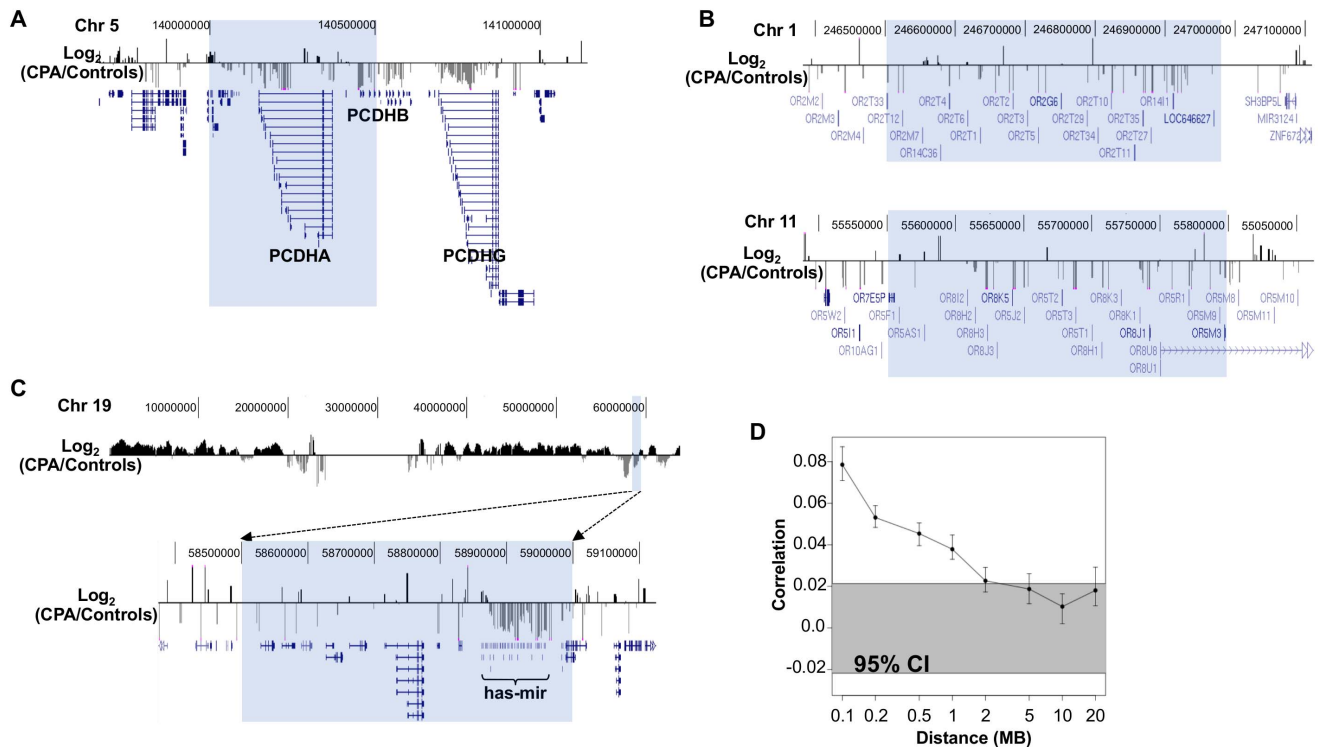 A
Chr 5
140000000
140500000
141000000
Log2
(CPA/Controls)
PCDHB
PCDHA
PCDHG
B
Chr 1
246500000
246600000
246700000
246800000
246900000
247000000
247100000
Log2
(CPA/Controls)
OR2M2
OR2T33
OR2T4
OR2T2
OR2G6
OR2T10
OR14I1
SH3BP5L
OR2M3
OR2T12
OR2T6
OR2T3
OR2T29
OR2T35
LOC646627
MIR3124
OR2M4
OR2M7
OR2T1
OR2T5
OR2T34
OR2T27
ZNF672
OR14C36
OR2T11
Chr 11
55550000
55600000
55650000
55700000
55750000
55800000
55050000
Log2
(CPA/Controls)
OR7E5P
OR8I2
OR8K5
OR5T2
OR8K3
OR5R1
OR5M8
OR5M10
OR5W2
OR5F1
OR8H2
OR5J2
OR5T3
OR8K1
OR5M9
OR5M11
OR5I1
OR5AS1
OR8H3
OR5T1
OR8J1
OR5M3
OR10AG1
OR8J3
OR8H1
OR8U8
OR8U1
C
Chr 19
10000000
20000000
30000000
40000000
50000000
60000000
Log2
(CPA/Controls)
58500000
58600000
58700000
58800000
58900000
59000000
59100000
Log2
(CPA/Controls)
has-mir
D
Correlation
0.08
0.06
0.04
0.02
0.0
-0.02
95% CI
0.1 0.2 0.5 1 2 5 10 20
Distance (MB)